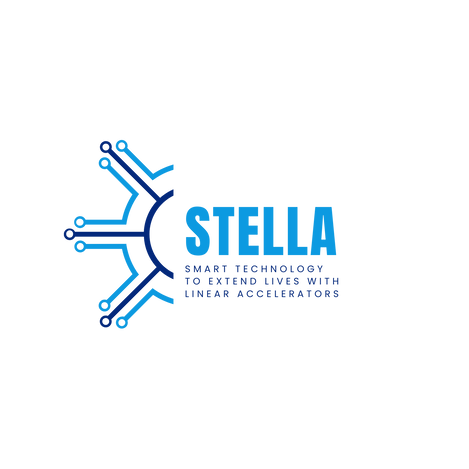 STELLA
SMART TECHNOLOGY
TO EXTEND LIVES WITH
LINEAR ACCELERATORS